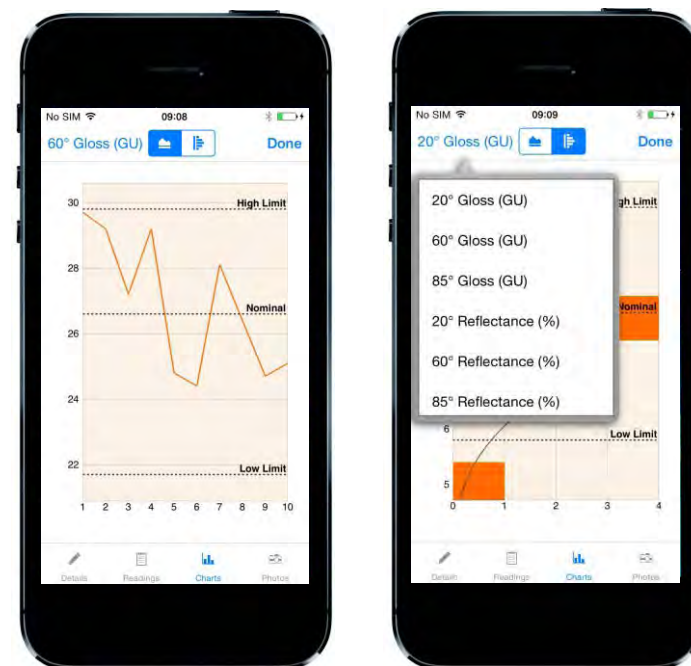 No SIM 09:08
60° Gloss (GU) Done
30 High Limit
28
Nominal
26
24
22
Low Limit
1 2 3 4 5 6 7 8 9 10
Details Readings Charts Photos
No SIM 09:09
20° Gloss (GU) Done
20° Gloss (GU)
gh Limit
60° Gloss (GU)
85° Gloss (GU)
20° Reflectance (%)
Nominal
60° Reflectance (%)
85° Reflectance (%)
6
Low Limit
5
0 1 2 3 4
Details Readings Charts Photos